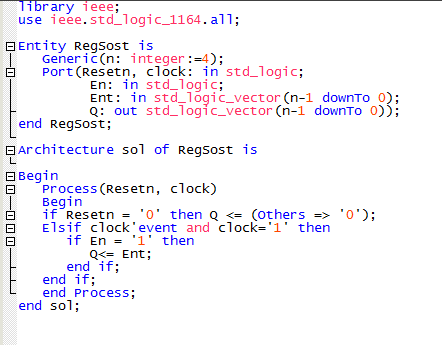 library ieee;
use ieee.std_logic_1164.all;
Entity RegSost is
Generic(n: integer:=4);
Port(Resetn, clock: in std_logic;
En: in std_logic;
Ent: in std_logic_vector(n-1 downTo 0);
Q: out std_logic_vector(n-1 downTo 0));
end RegSost;
Architecture sol of RegSost is
Begin
Process(Resetn, clock)
Begin
if Resetn = '0' then Q <= (Others => '0');
Elsif clock'event and clock='1' then
if En = '1' then
Q<= Ent;
end if;
end if;
end Process;
end sol;